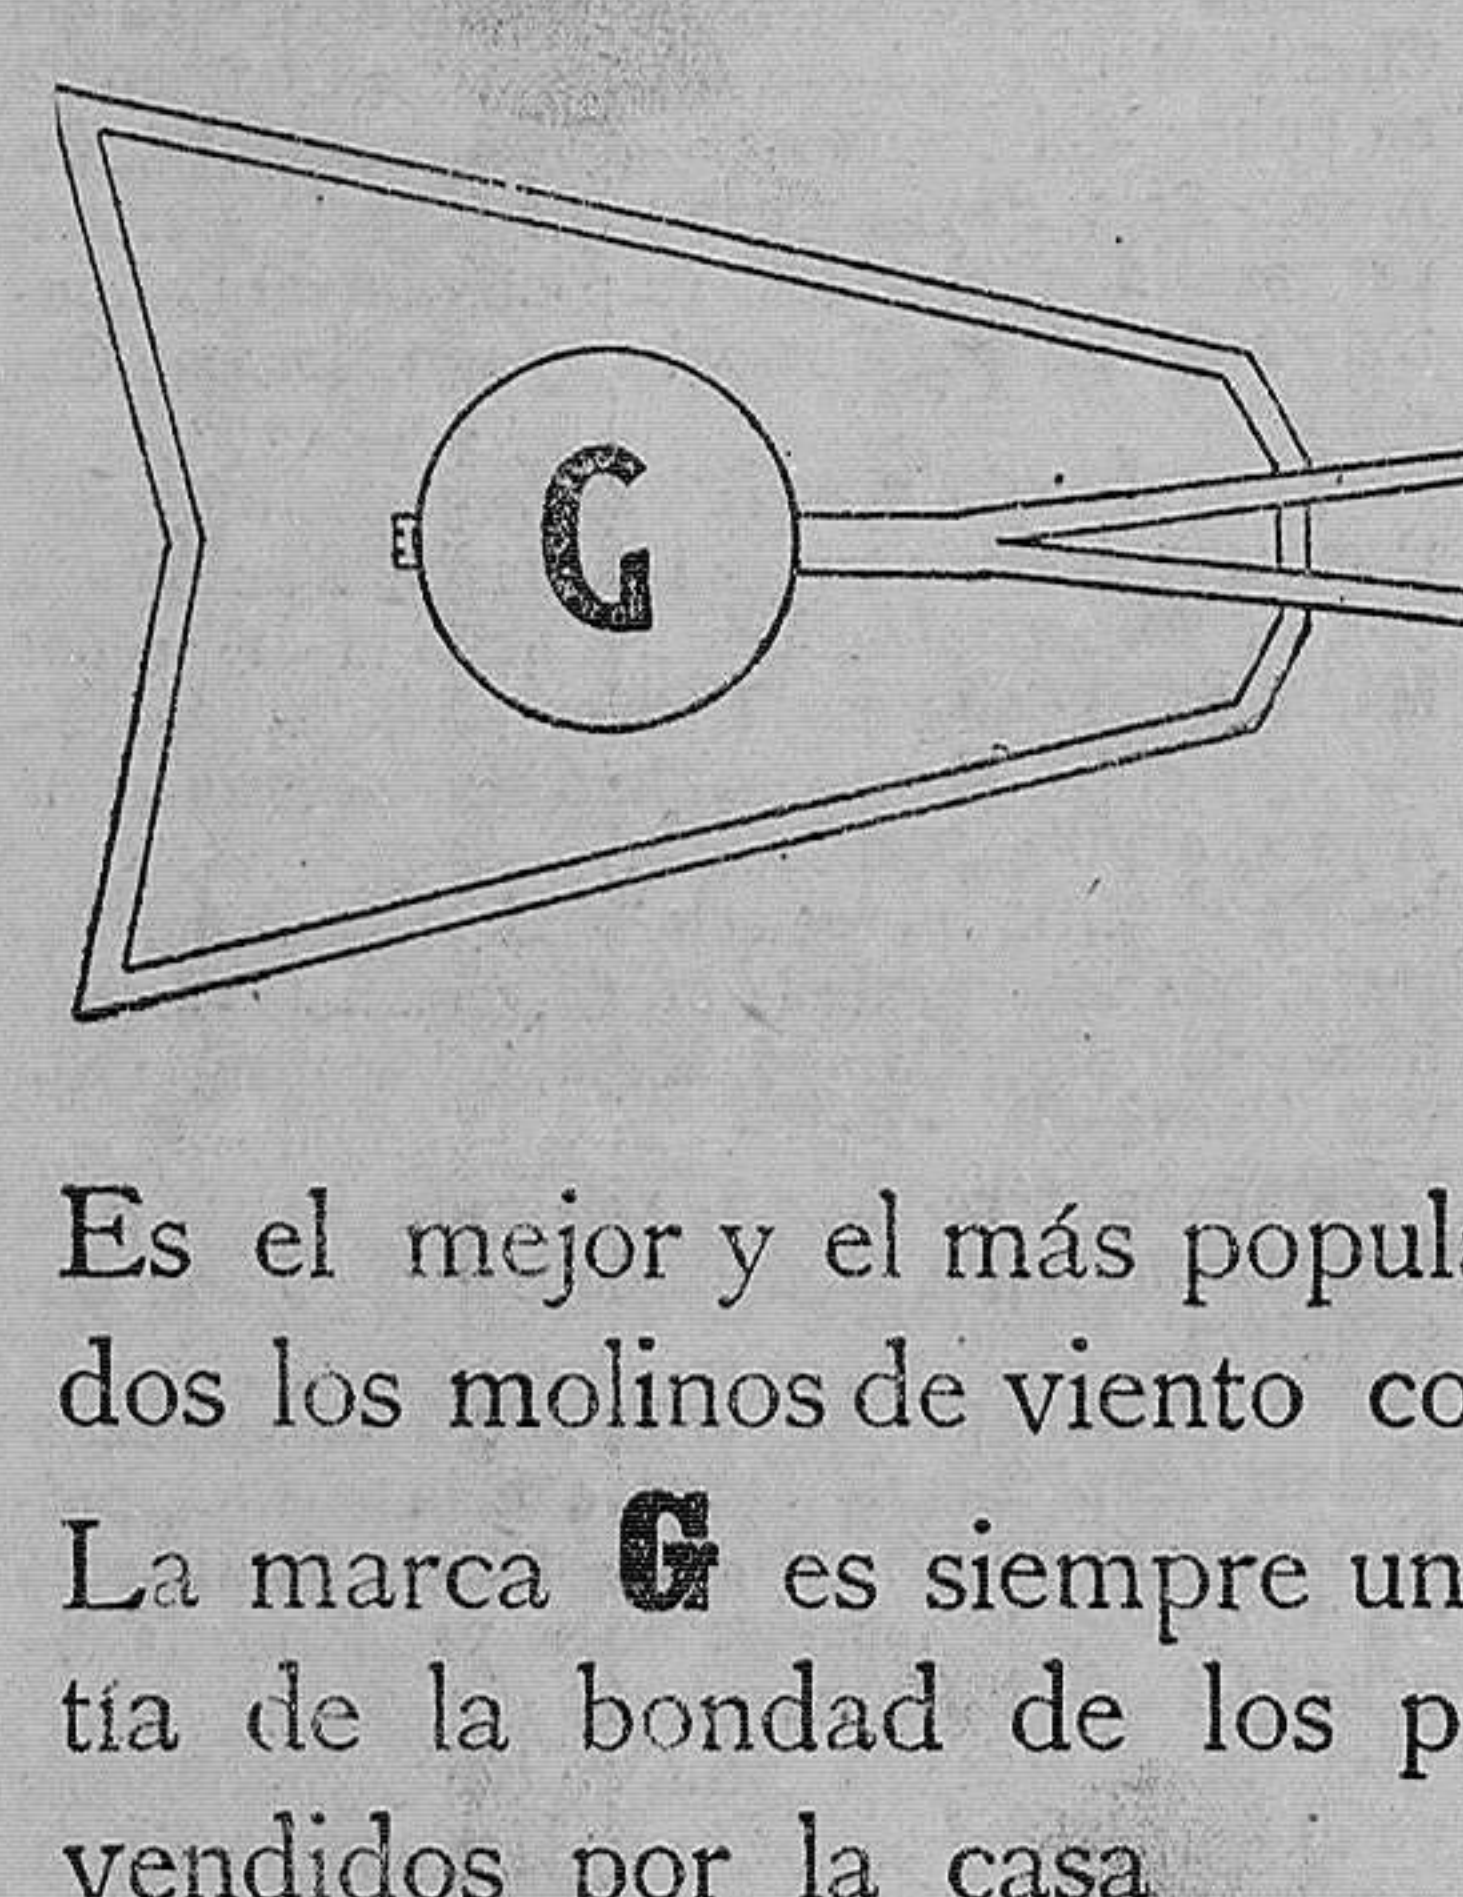 G
Es el mejor y el más popul
dos los molinos de viento co
La marca G es siempre un
tía de la bondad de los p
vendidos por la casa